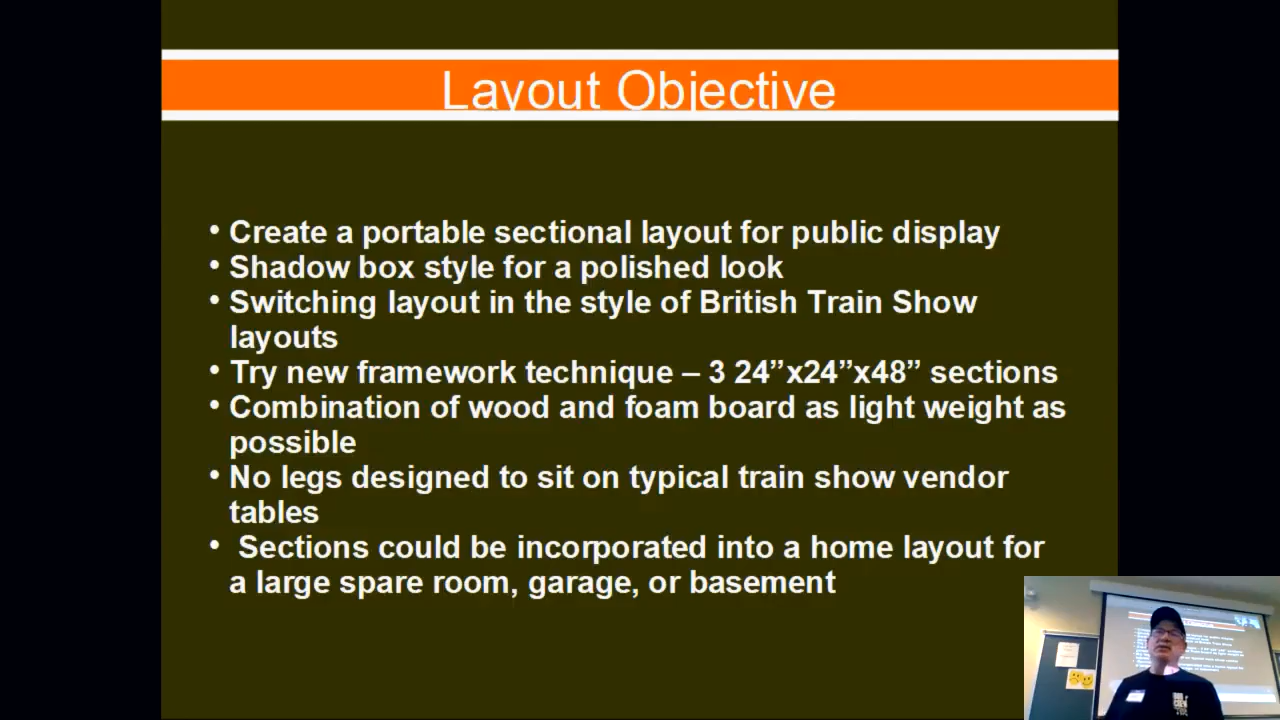 Layout Objective
• Create a portable sectional layout for public display
• Shadow box style for a polished look
• Switching layout in the style of British Train Show
layouts
• Try new framework technique – 3 24”x24”x48” sections
• Combination of wood and foam board as light weight as
possible
• No legs designed to sit on typical train show vendor
tables
• Sections could be incorporated into a home layout for
a large spare room, garage, or basement